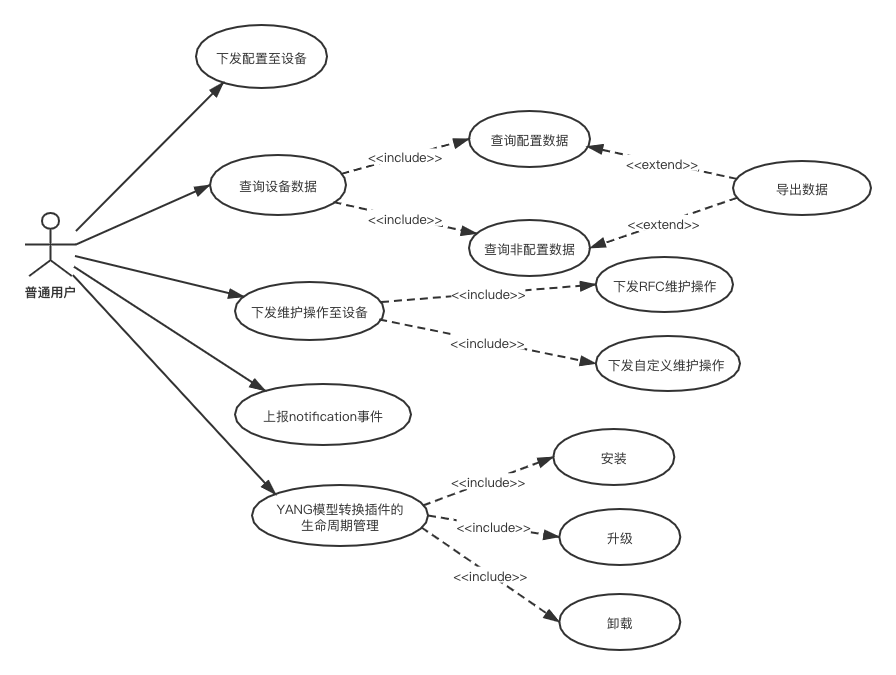 下发配置至设备
<<include>>
查询配置数据
<<extend>>
查询设备数据
导出数据
<<include>>
<<extend>>
查询非配置数据
普通用户
下发维护操作至设备
<<include>>
下发RFC维护操作
<<include>>
下发自定义维护操作
上报notification事件
YANG模型转换插件的
生命周期管理
<<include>>
安装
<<include>>
升级
<<include>>
卸载